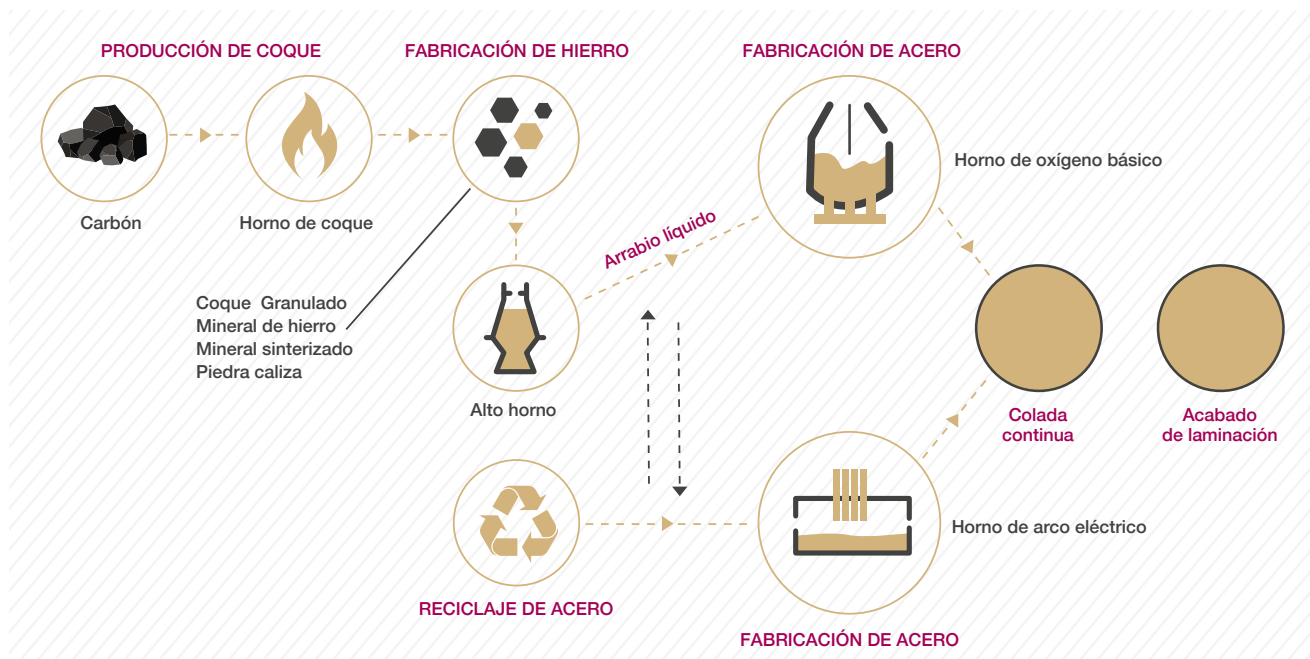 PRODUCCIÓN DE COQUE
FABRICACIÓN DE HIERRO
FABRICACIÓN DE ACERO
Carbón
Horno de coque
Horno de oxígeno básico
Arrabio líquido
Coque  Granulado
Mineral de hierro
Mineral sinterizado
Piedra caliza
Alto horno
Colada
continua
Acabado
de laminación
Horno de arco eléctrico
RECICLAJE DE ACERO
FABRICACIÓN DE ACERO